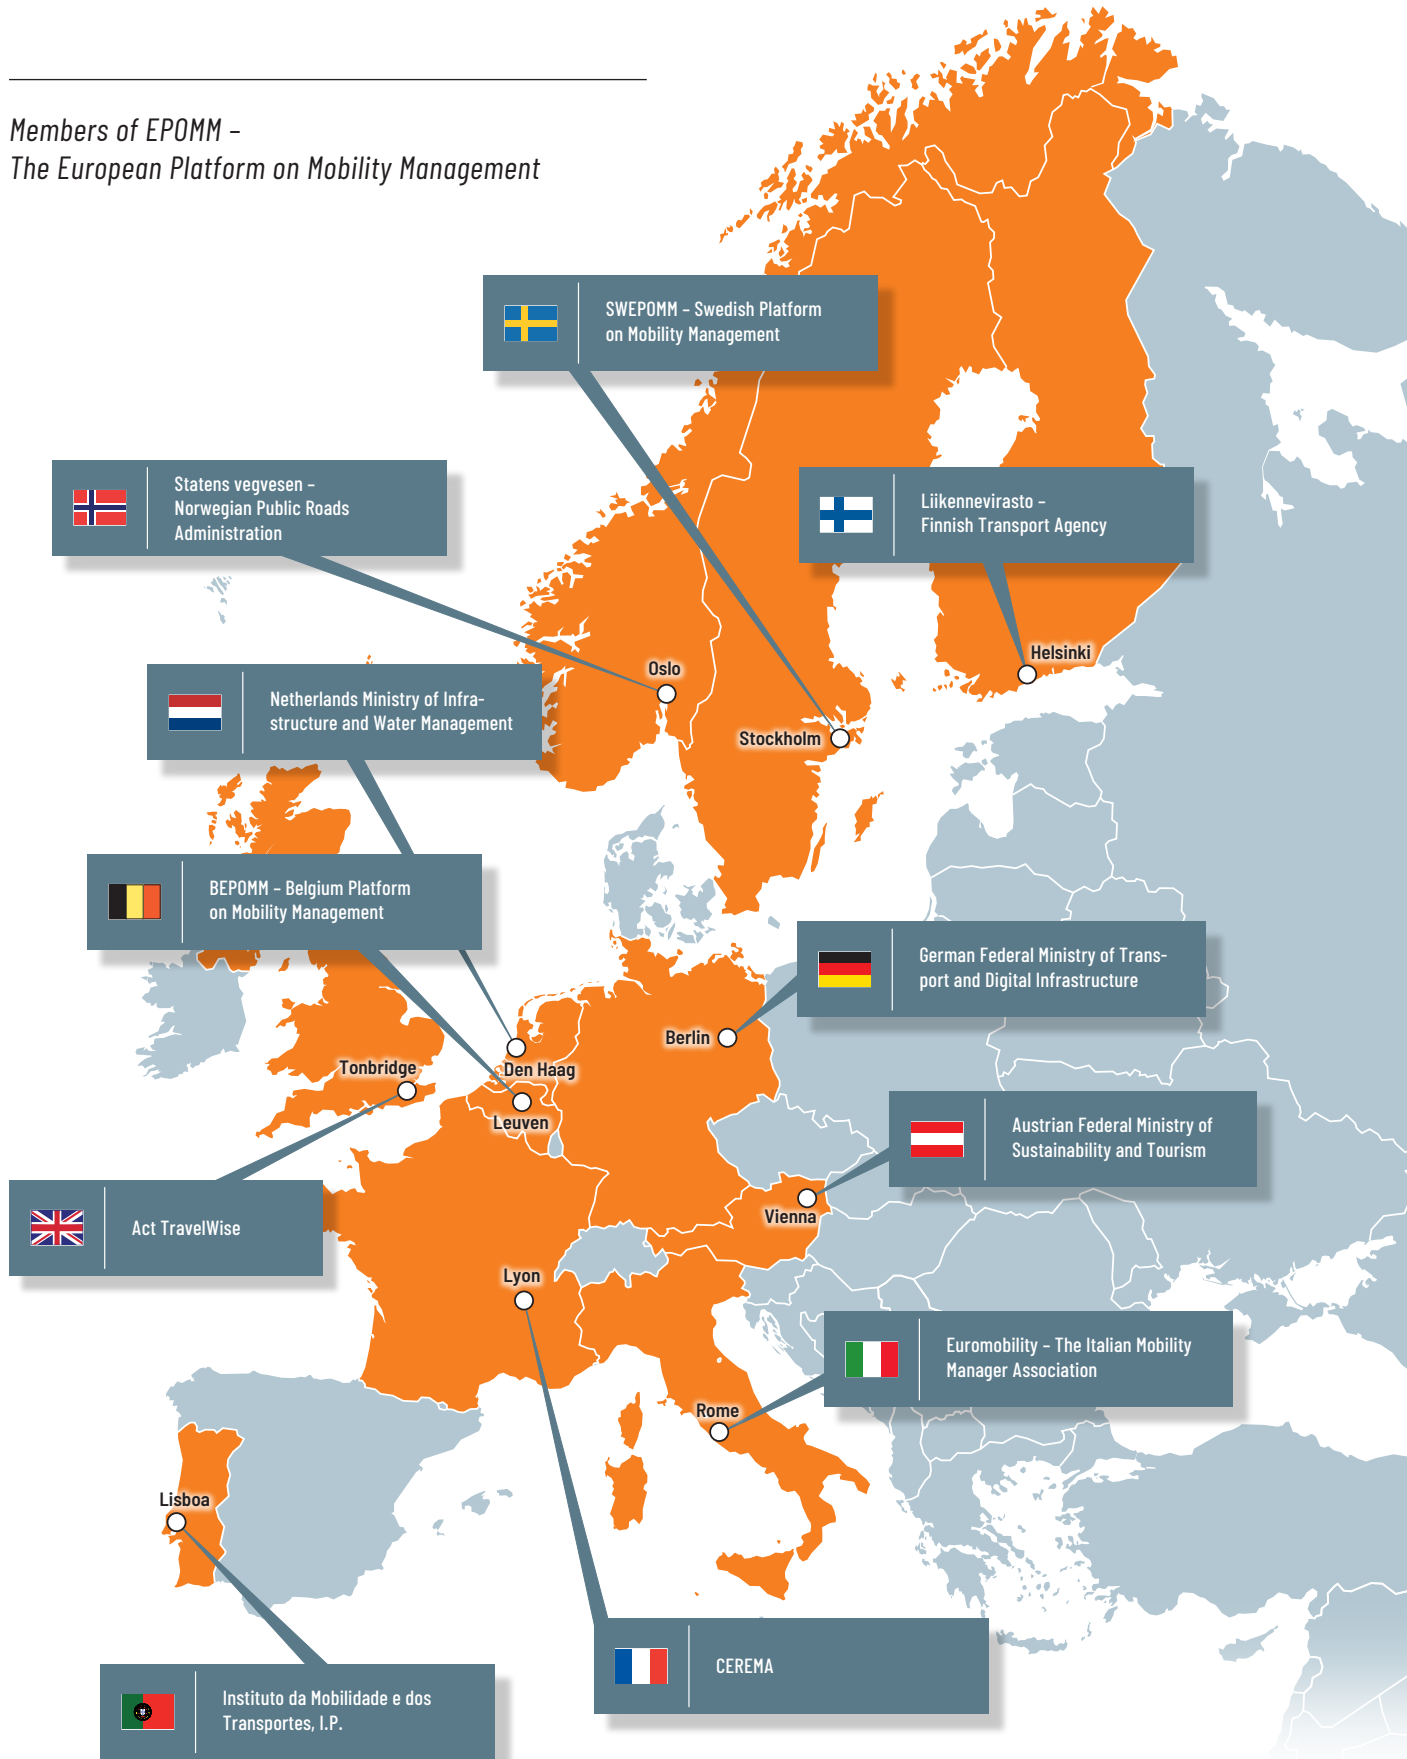 Members of EPOMM –
The European Platform on Mobility Management
SWEPOMM – Swedish Platform
on Mobility Management
Statens vegvesen –
Norwegian Public Roads
Administration
Liikennevirasto –
Finnish Transport Agency
Helsinki
Oslo
Netherlands Ministry of Infra-
structure and Water Management
Stockholm
BEPOMM – Belgium Platform
on Mobility Management
German Federal Ministry of Trans-
port and Digital Infrastructure
Berlin
Tonbridge
Den Haag
Leuven
Austrian Federal Ministry of
Sustainability and Tourism
Vienna
Act TravelWise
Lyon
Euromobility – The Italian Mobility
Manager Association
Rome
Lisboa
CEREMA
Instituto da Mobilidade e dos
Transportes, I.P.